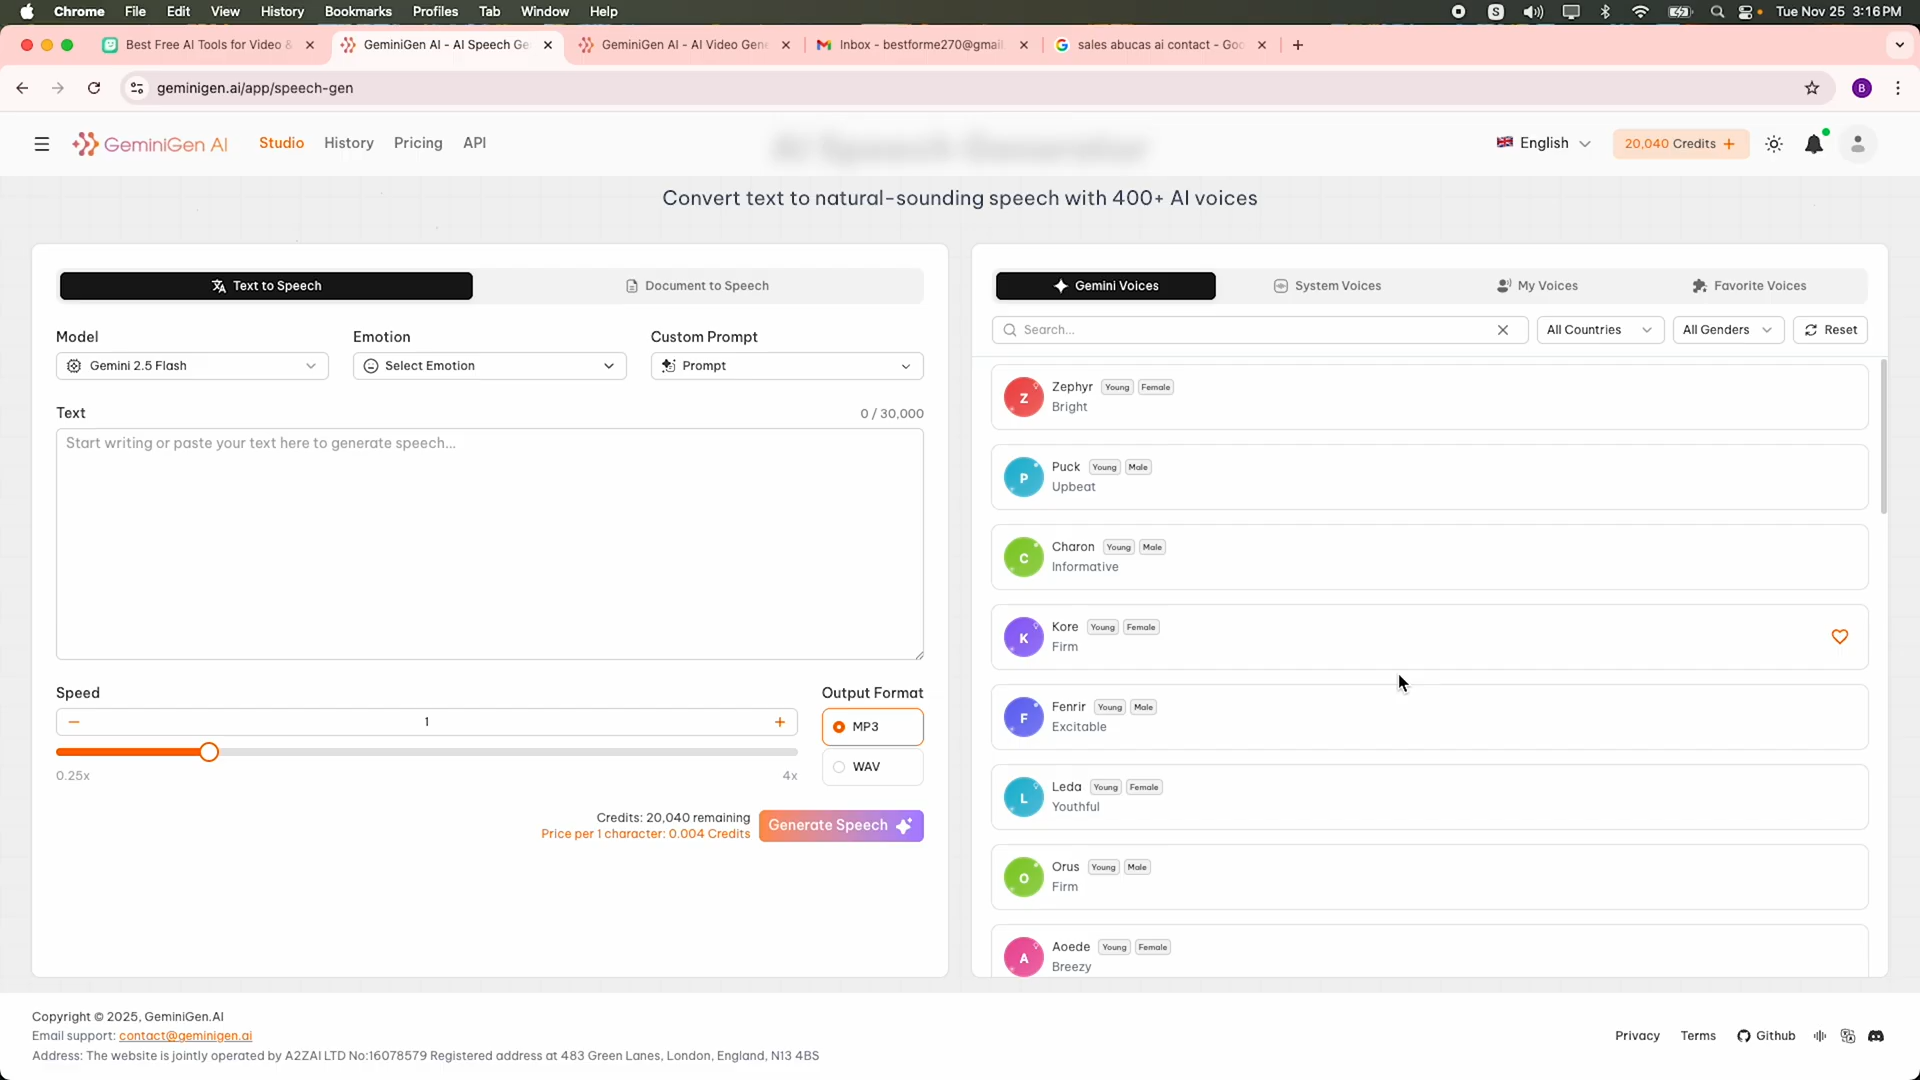 Chrome File Edit View History Bookmarks Profiles Tab Window Help
S
Tue Nov 25 3:16 PM
Best Free AI Tools for Video &
GeminiGen AI - AI Speech Ge
GeminiGen AI - AI Video Gene
Inbox - bestforme270@gmail
sales abucas ai contact - Goo
geminigen.ai/app/speech-gen
B
GeminiGen AI
Studio History Pricing API
AI Speech Generator
English
20,040 Credits +
Convert text to natural-sounding speech with 400+ AI voices
Text to Speech
Document to Speech
Model
Emotion
Custom Prompt
Gemini 2.5 Flash
Select Emotion
Prompt
Text
0 / 30,000
Start writing or paste your text here to generate speech...
Speed
Output Format
− 1 +
MP3
0.25x
4x
WAV
Credits: 20,040 remaining
Price per 1 character: 0.004 Credits
Generate Speech
Gemini Voices
System Voices
My Voices
Favorite Voices
Search...
All Countries
All Genders
Reset
Z
Zephyr Young Female
Bright
P
Puck Young Male
Upbeat
C
Charon Young Male
Informative
K
Kore Young Female
Firm
F
Fenrir Young Male
Excitable
L
Leda Young Female
Youthful
O
Orus Young Male
Firm
A
Aoede Young Female
Breezy
Copyright © 2025, GeminiGen.AI
Email support: contact@geminigen.ai
Address: The website is jointly operated by A2ZAI LTD No:16078579 Registered address at 483 Green Lanes, London, England, N13 4BS
Privacy Terms Github